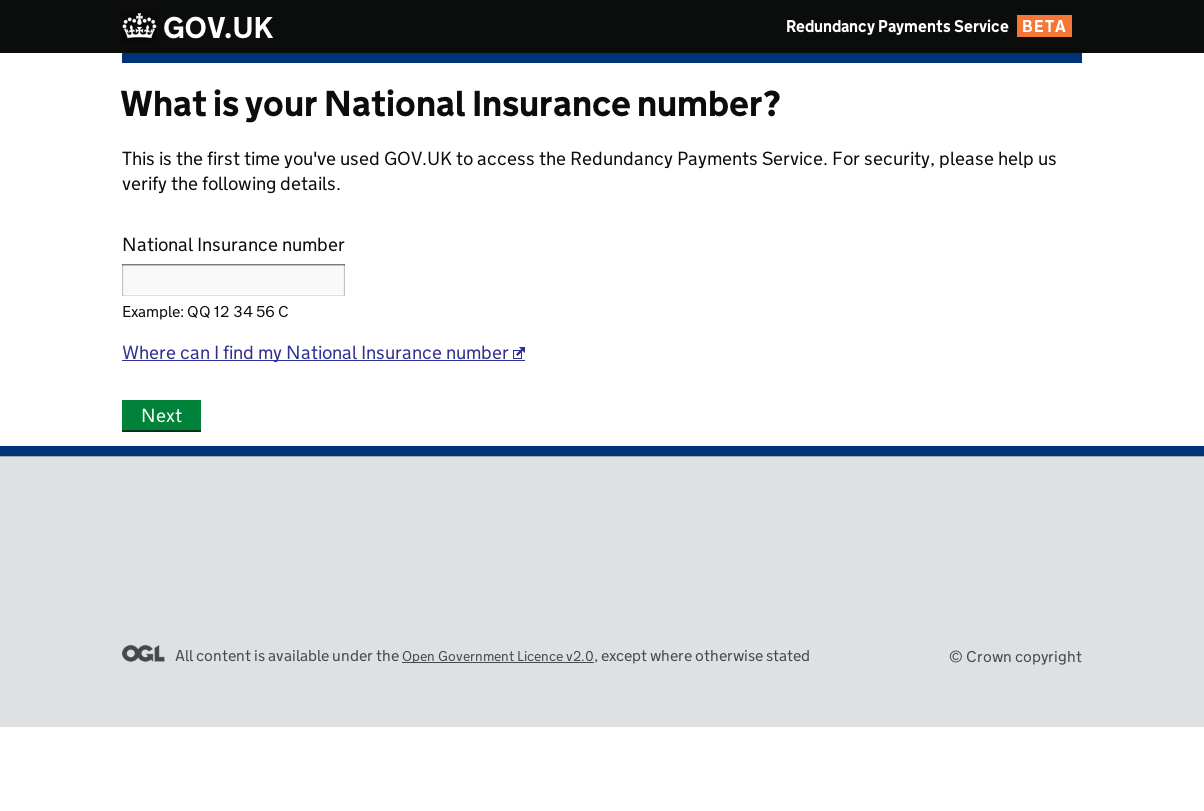 GOV.UK
Redundancy Payments Service BETA
What is your National Insurance number?
This is the first time you've used GOV.UK to access the Redundancy Payments Service. For security, please help us
verify the following details.
National Insurance number
Example: QQ 12 34 56 C
Where can I find my National Insurance number
Next
OGL All content is available under the Open Government Licence v2.0, except where otherwise stated
© Crown copyright